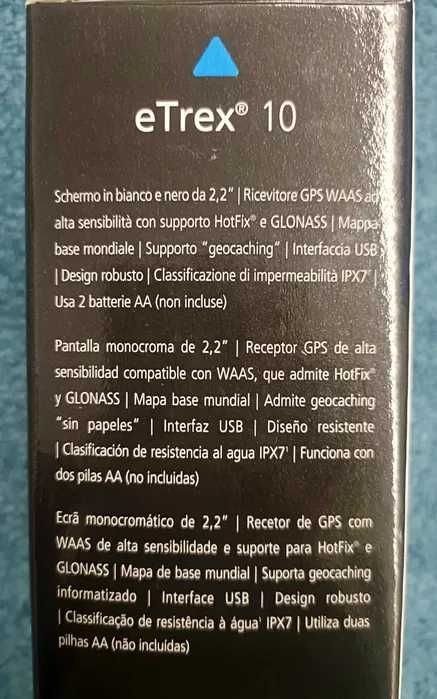 eTrex® 10
Schermo in bianco e nero da 2,2" | Ricevitore GPS WAAS ad
alta sensibilità con supporto HotFix® e GLONASS | Mappa
base mondiale | Supporto "geocaching" | Interfaccia USB
| Design robusto | Classificazione di impermeabilità IPX7¹ |
Usa 2 batterie AA (non incluse)
Pantalla monocroma de 2,2" | Receptor GPS de alta
sensibilidad compatible con WAAS, que admite HotFix®
y GLONASS | Mapa base mundial | Admite geocaching
"sin papeles" | Interfaz USB | Diseño resistente
| Clasificación de resistencia al agua IPX7¹ | Funciona con
dos pilas AA (no incluidas)
Ecrã monocromático de 2,2" | Recetor de GPS com
WAAS de alta sensibilidade e suporte para HotFix® e
GLONASS | Mapa de base mundial | Suporta geocaching
informatizado | Interface USB | Design robusto
| Classificação de resistência à água¹ IPX7 | Utiliza duas
pilhas AA (não incluídas)